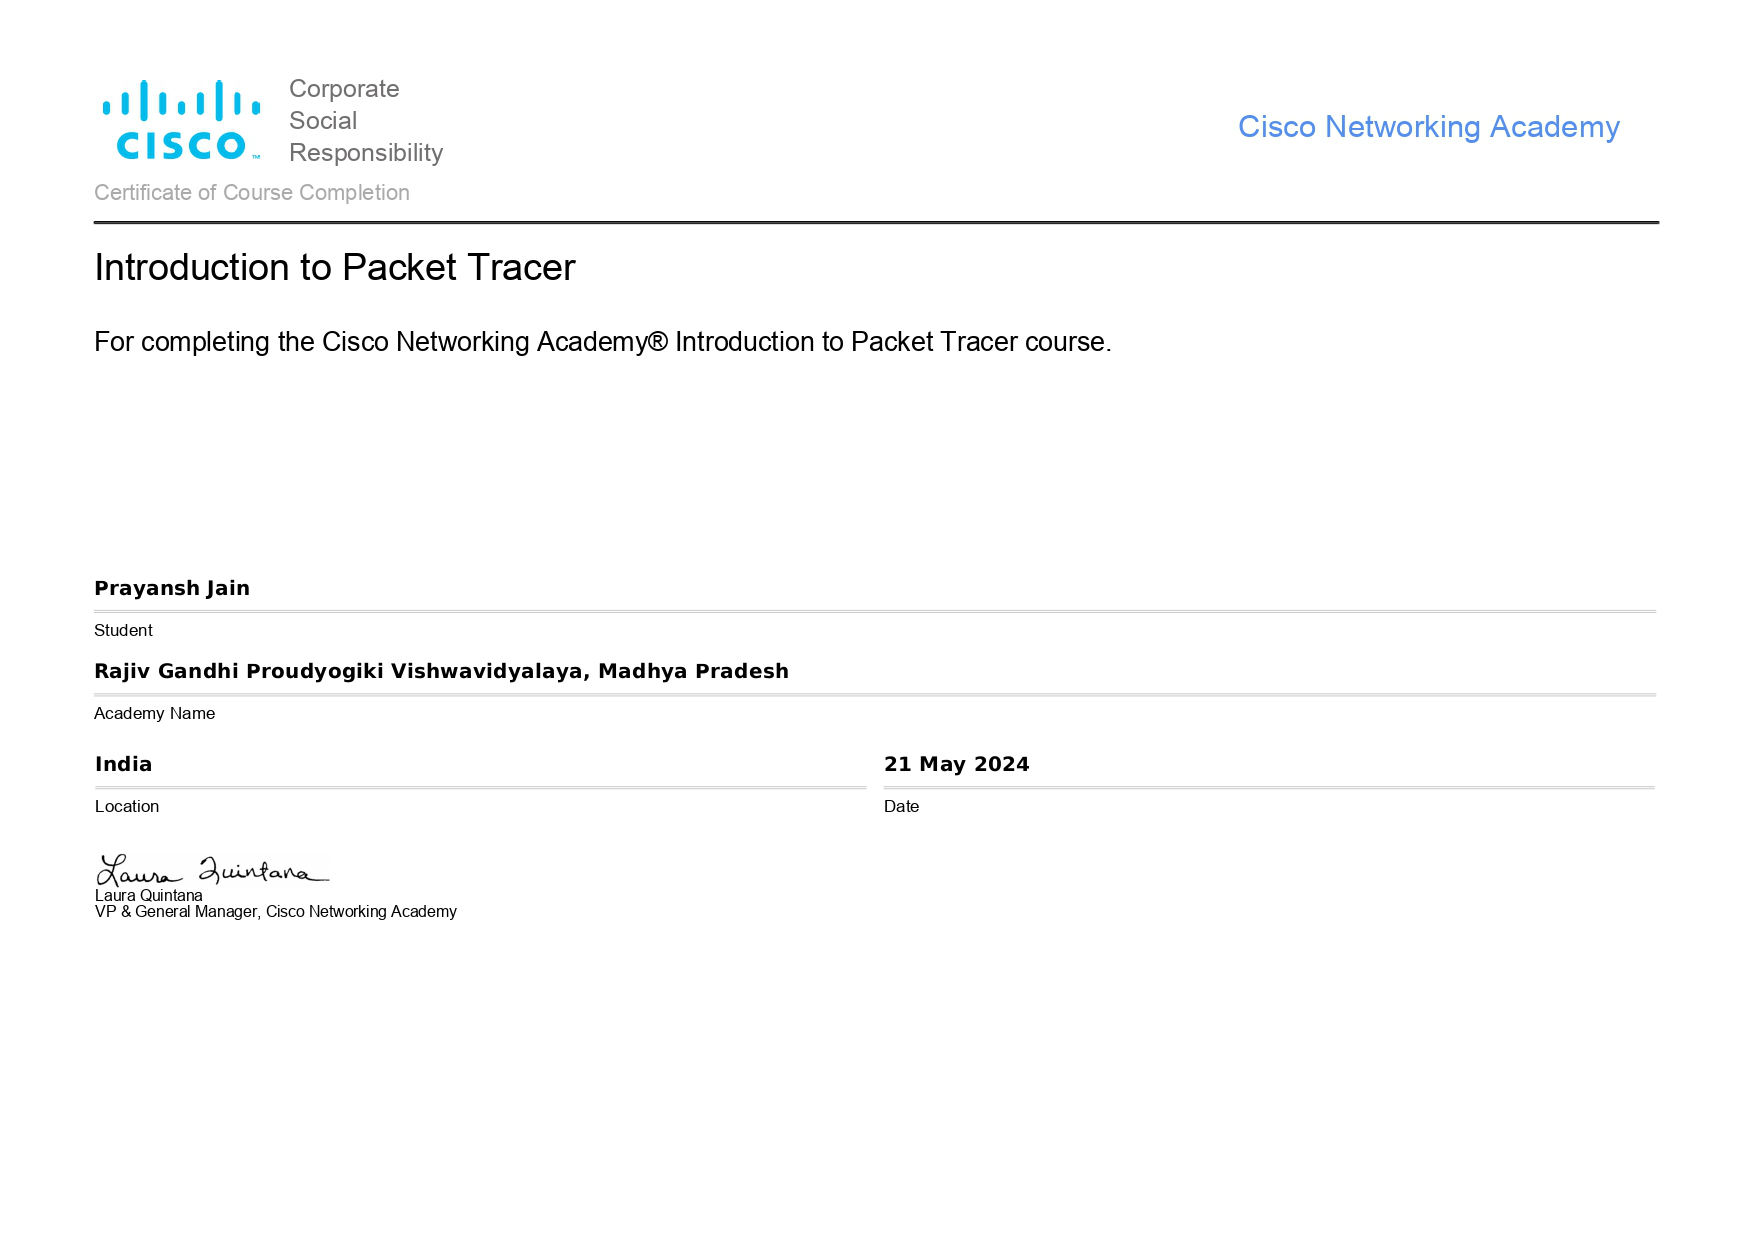 CISCO™
Corporate
Social
Responsibility
Cisco Networking Academy
Certificate of Course Completion
Introduction to Packet Tracer
For completing the Cisco Networking Academy® Introduction to Packet Tracer course.
Prayansh Jain
Student
Rajiv Gandhi Proudyogiki Vishwavidyalaya, Madhya Pradesh
Academy Name
India
Location
21 May 2024
Date
Laura Quintana
Laura Quintana
VP & General Manager, Cisco Networking Academy